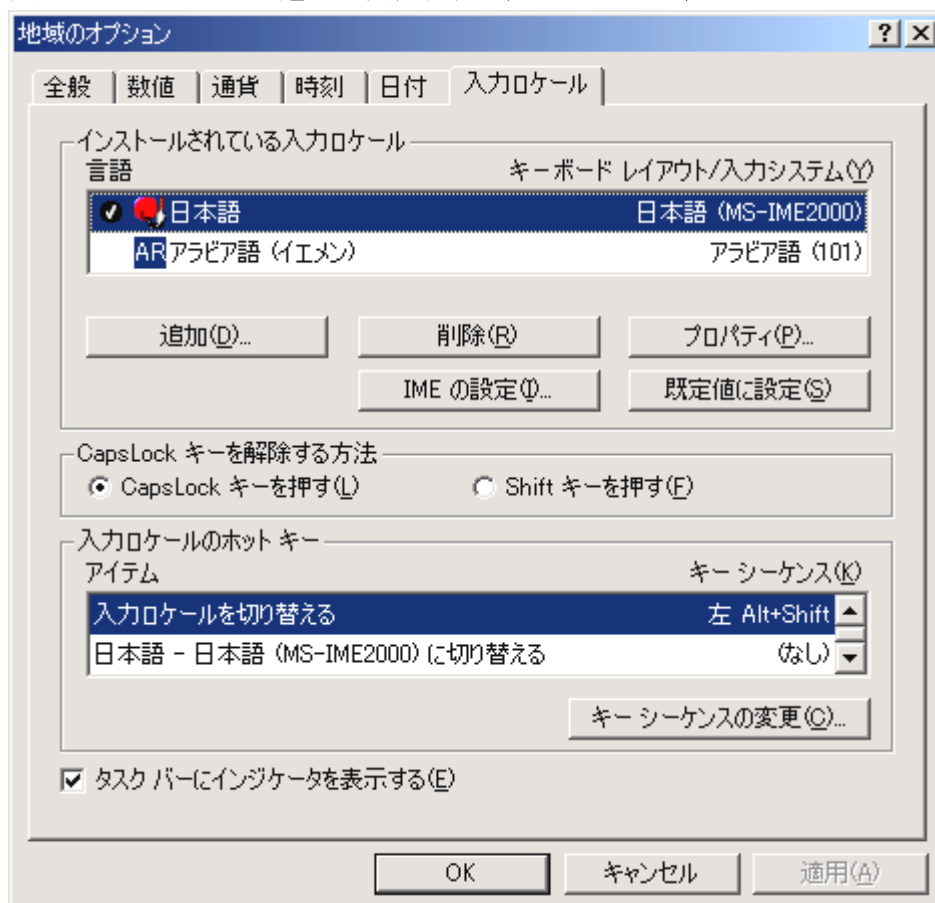 地域のオプション
全般 数値 通貨 時刻 日付 入力ロケール
インストールされている入力ロケール
言語 キーボード レイアウト/入力システム(Y)
日本語 日本語 (MS-IME2000)
AR アラビア語 (イエメン) アラビア語 (101)
追加(D)... 削除(R) プロパティ(P)...
IME の設定(I)... 既定値に設定(S)
CapsLock キーを解除する方法
CapsLock キーを押す(L) Shift キーを押す(F)
入力ロケールのホット キー
アイテム キー シーケンス(K)
入力ロケールを切り替える 左 Alt+Shift
日本語 - 日本語 (MS-IME2000) に切り替える (なし)
キー シーケンスの変更(C)...
タスク バーにインジケータを表示する(E)
OK キャンセル 適用(A)